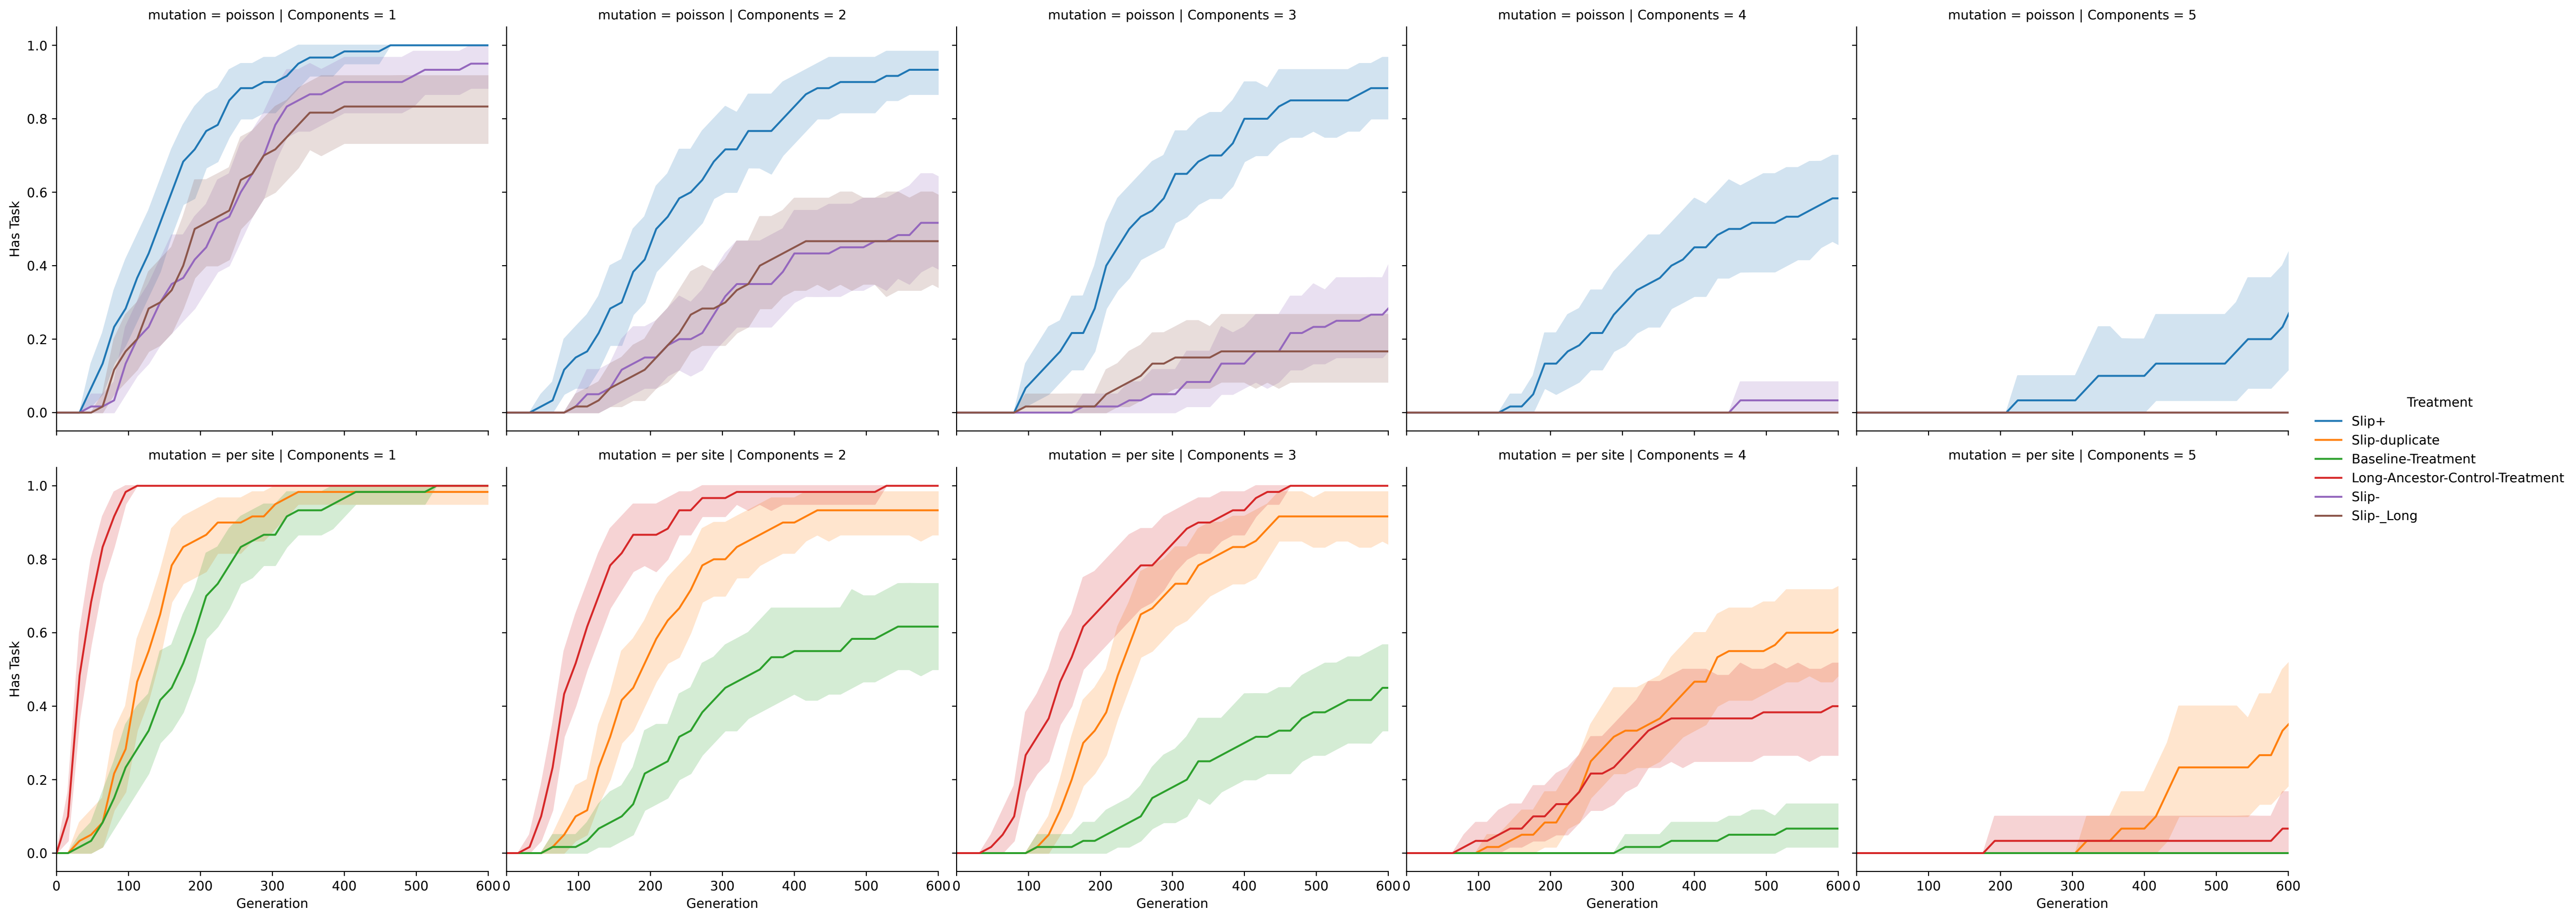 mutation = poisson | Components = 1
mutation = poisson | Components = 2
mutation = poisson | Components = 3
mutation = poisson | Components = 4
mutation = poisson | Components = 5
1.0
0.8
0.6
0.4
0.2
0.0
Has Task
Treatment
Slip+
Slip-duplicate
Baseline-Treatment
Long-Ancestor-Control-Treatment
Slip-
Slip-_Long
mutation = per site | Components = 1
mutation = per site | Components = 2
mutation = per site | Components = 3
mutation = per site | Components = 4
mutation = per site | Components = 5
1.0
0.8
0.6
0.4
0.2
0.0
Has Task
0 100 200 300 400 500 600
0 100 200 300 400 500 600
0 100 200 300 400 500 600
0 100 200 300 400 500 600
0 100 200 300 400 500 600
Generation
Generation
Generation
Generation
Generation